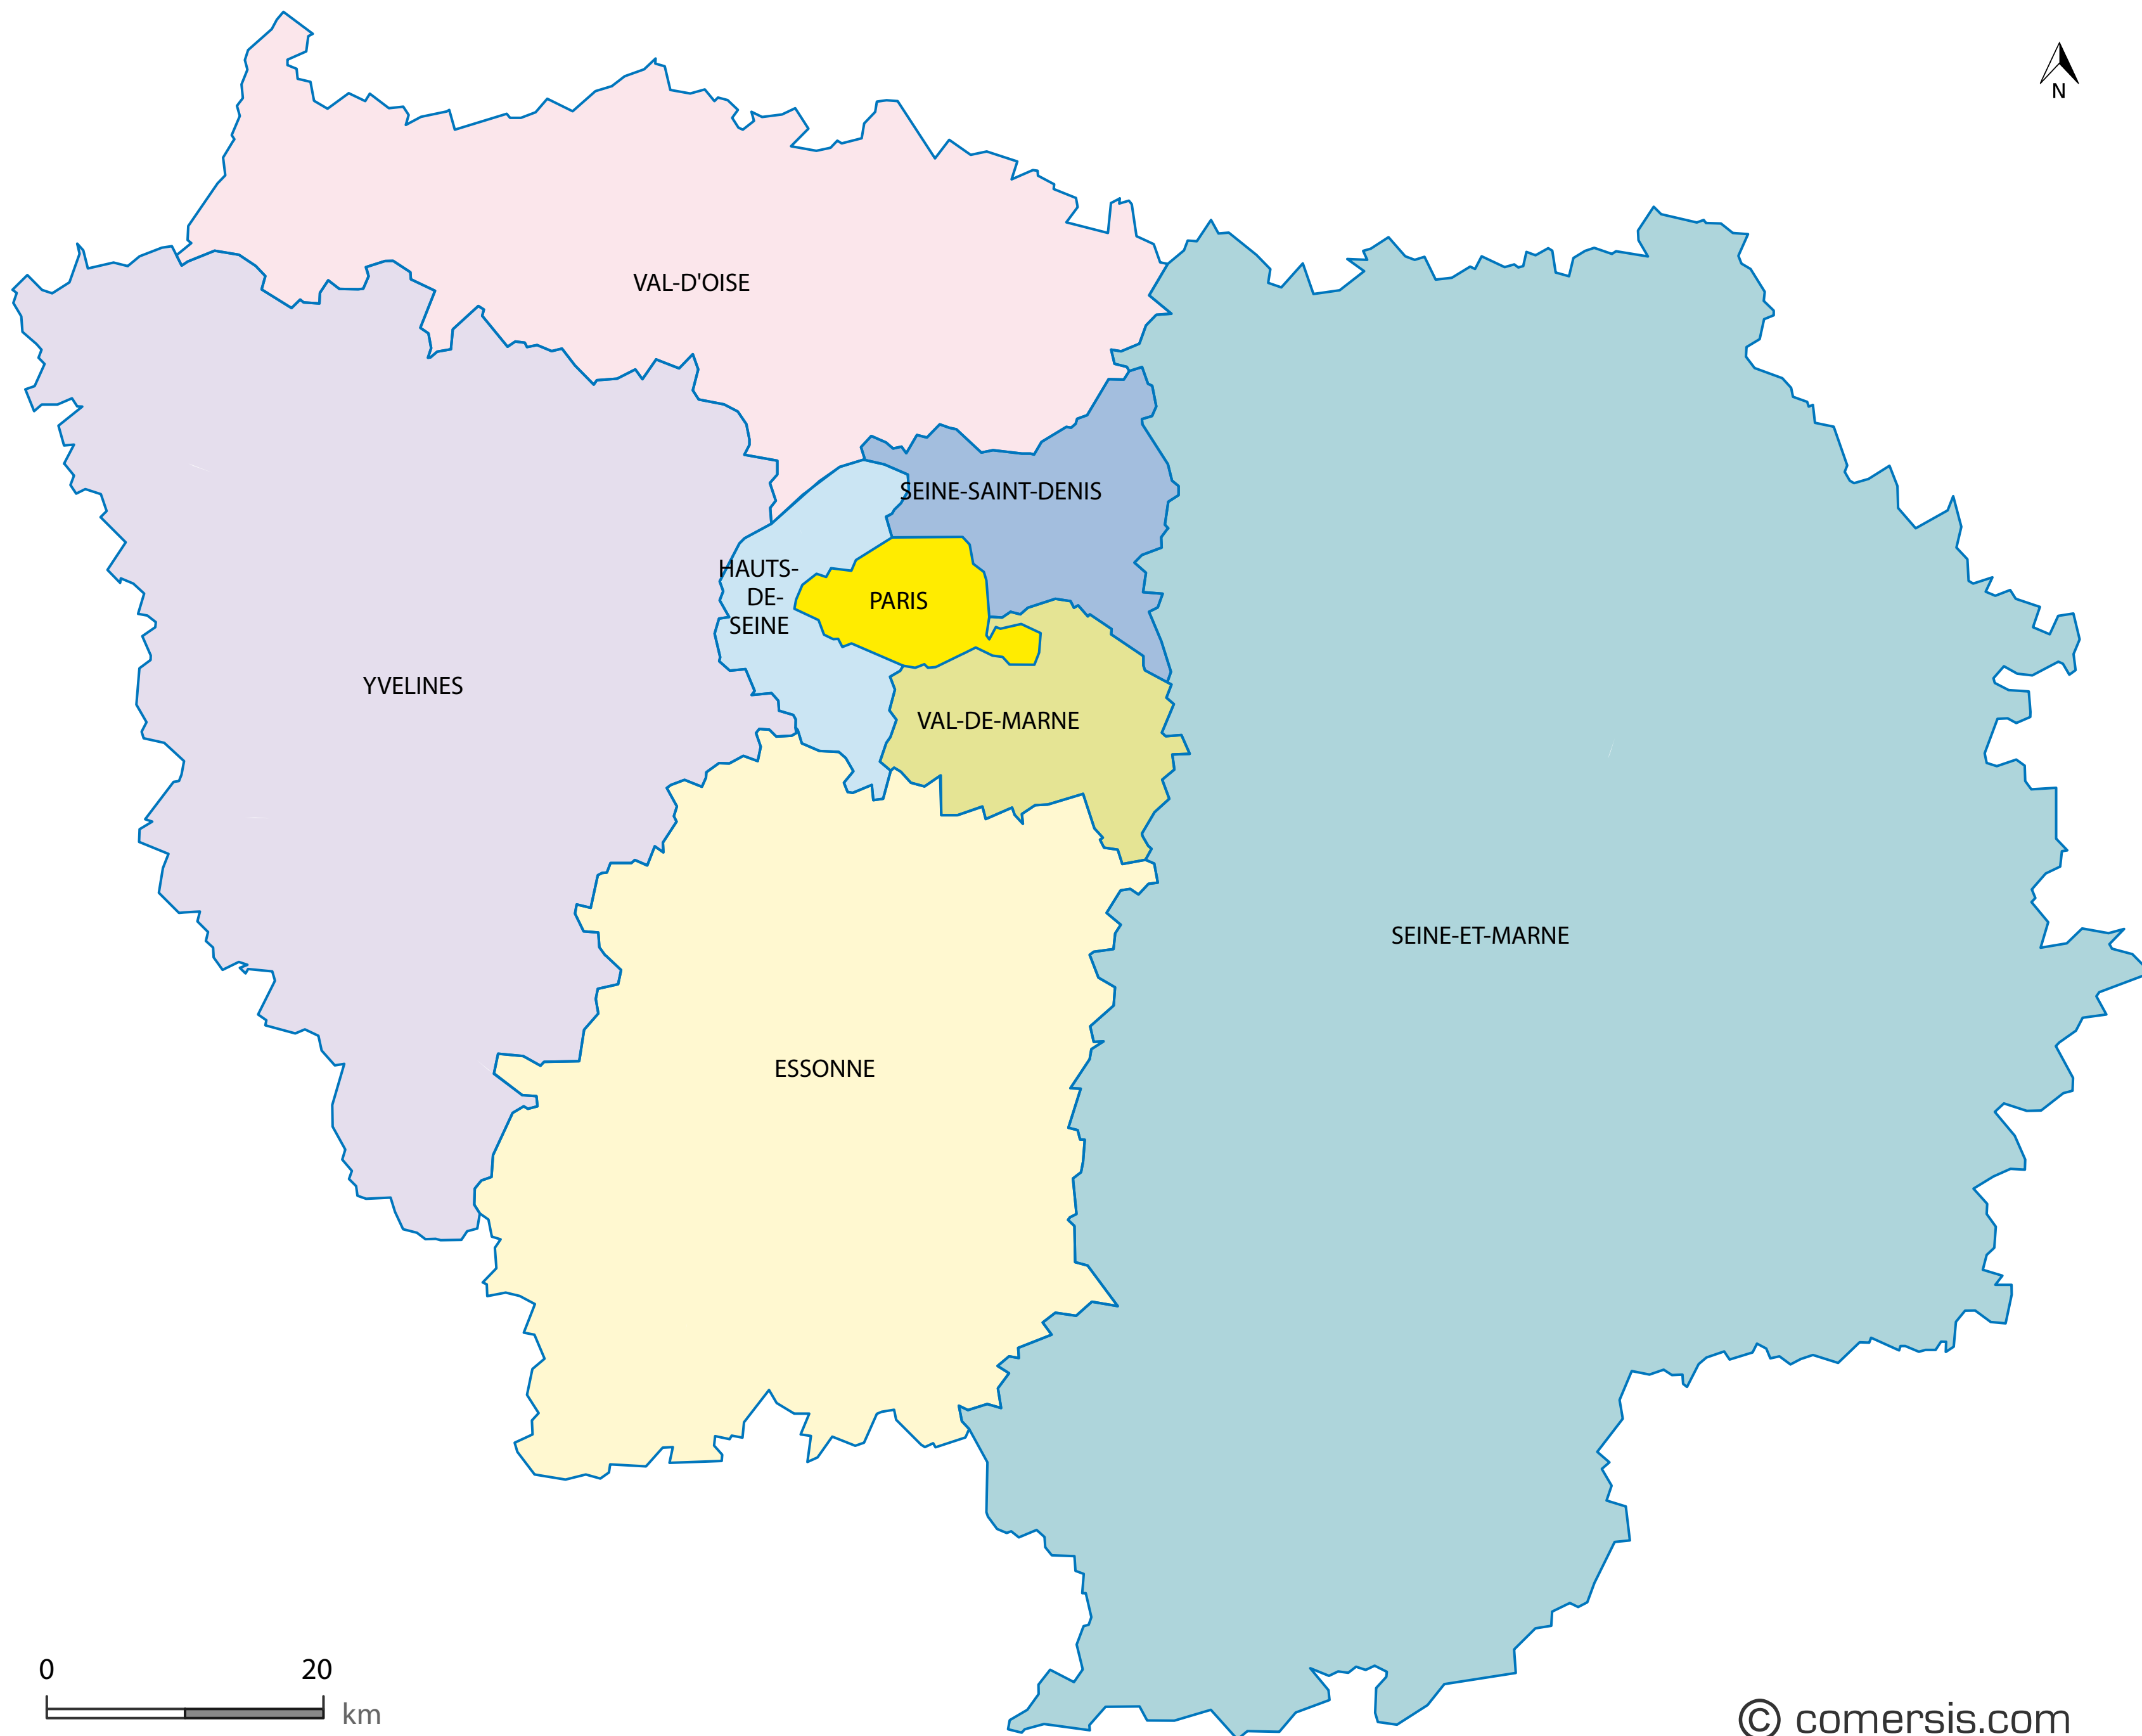 N
VAL-D'OISE
SEINE-SAINT-DENIS
HAUTS-
DE-
SEINE
PARIS
YVELINES
VAL-DE-MARNE
SEINE-ET-MARNE
ESSONNE
0 20
km
© comersis.com